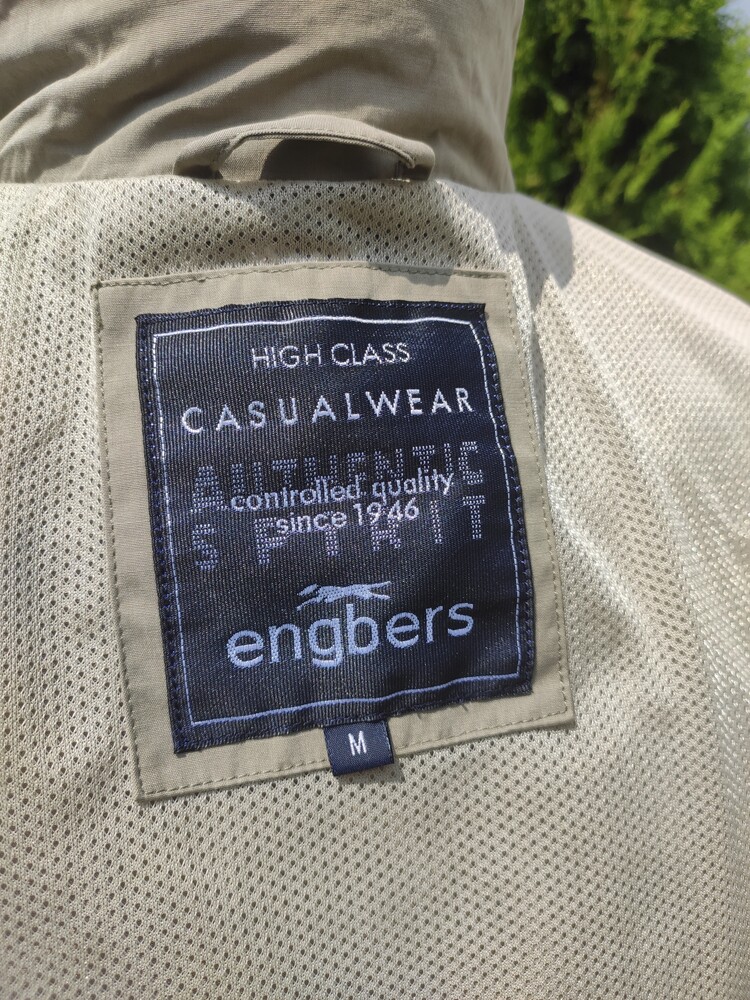 HIGH CLASS
CASUALWEAR
AUTHENTIC
controlled quality
since 1946
SPIRIT
engbers
M